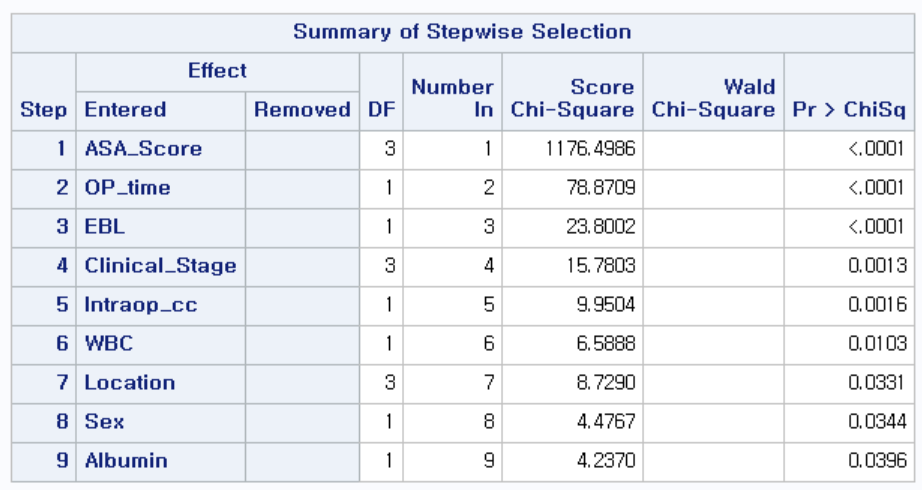 Summary of Stepwise Selection
Step Effect DF Number In Score Chi-Square Wald Chi-Square Pr > ChiSq
Entered Removed
1 ASA_Score 3 1 1176.4986 <.0001
2 OP_time 1 2 78.8709 <.0001
3 EBL 1 3 23.8002 <.0001
4 Clinical_Stage 3 4 15.7803 0.0013
5 Intraop_cc 1 5 9.9504 0.0016
6 WBC 1 6 6.5888 0.0103
7 Location 3 7 8.7290 0.0331
8 Sex 1 8 4.4767 0.0344
9 Albumin 1 9 4.2370 0.0396